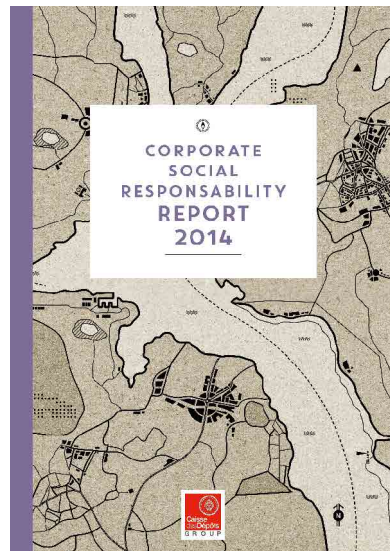 CORPORATE
SOCIAL
RESPONSABILITY
REPORT
2014
Caisse
des Dépôts
GROUP